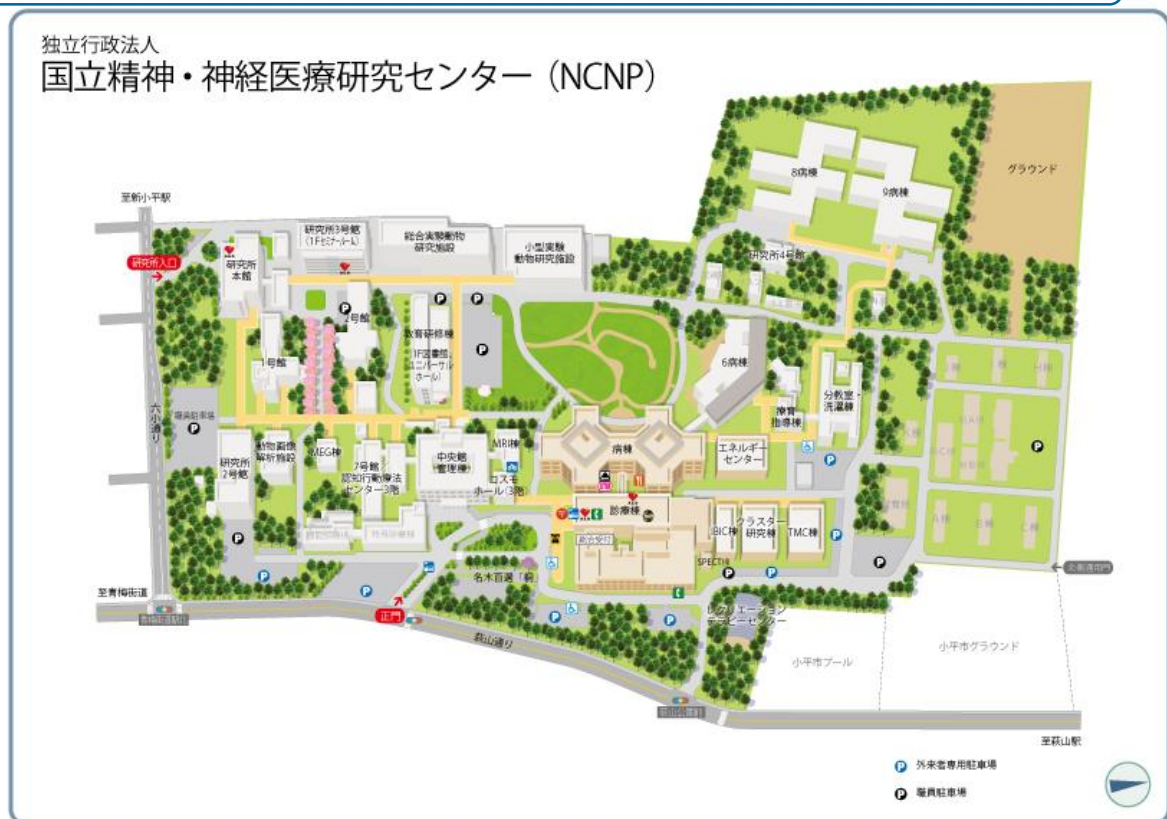 独立行政法人
国立精神・神経医療研究センター（NCNP）
至新小平駅
研究所入口
研究所
本館
研究所3号館
（1Fセミナールーム）
総合実験動物
研究施設
小型実験
動物研究施設
8病棟
9病棟
グラウンド
研究所4号館
P
2号館
P
P
P
教育研修棟
1F図書館、
ユニバーサル
ホール
1号館
6病棟
分教室・
洗濯棟
療育
指導棟
六小通り
職員駐車場
P
研究所
2号館
動物画像
解析施設
MEG棟
7号館
認知行動療法
センター3階
中央館
管理棟
MRI棟
コスモ
ホール(3階)
病棟
エネルギー
センター
P
P
診療棟
総合受付
IBIC棟
クラスター
研究棟
TMC棟
SPECT棟
A棟
B棟
C棟
P
P
P
P
P
P
P
P
P
名木百選「桐」
レクリエーション
テラピーセンター
北側通用門
至青梅街道
正門
萩山通り
小平市プール
小平市グラウンド
至萩山駅
P 外来者専用駐車場
P 職員駐車場